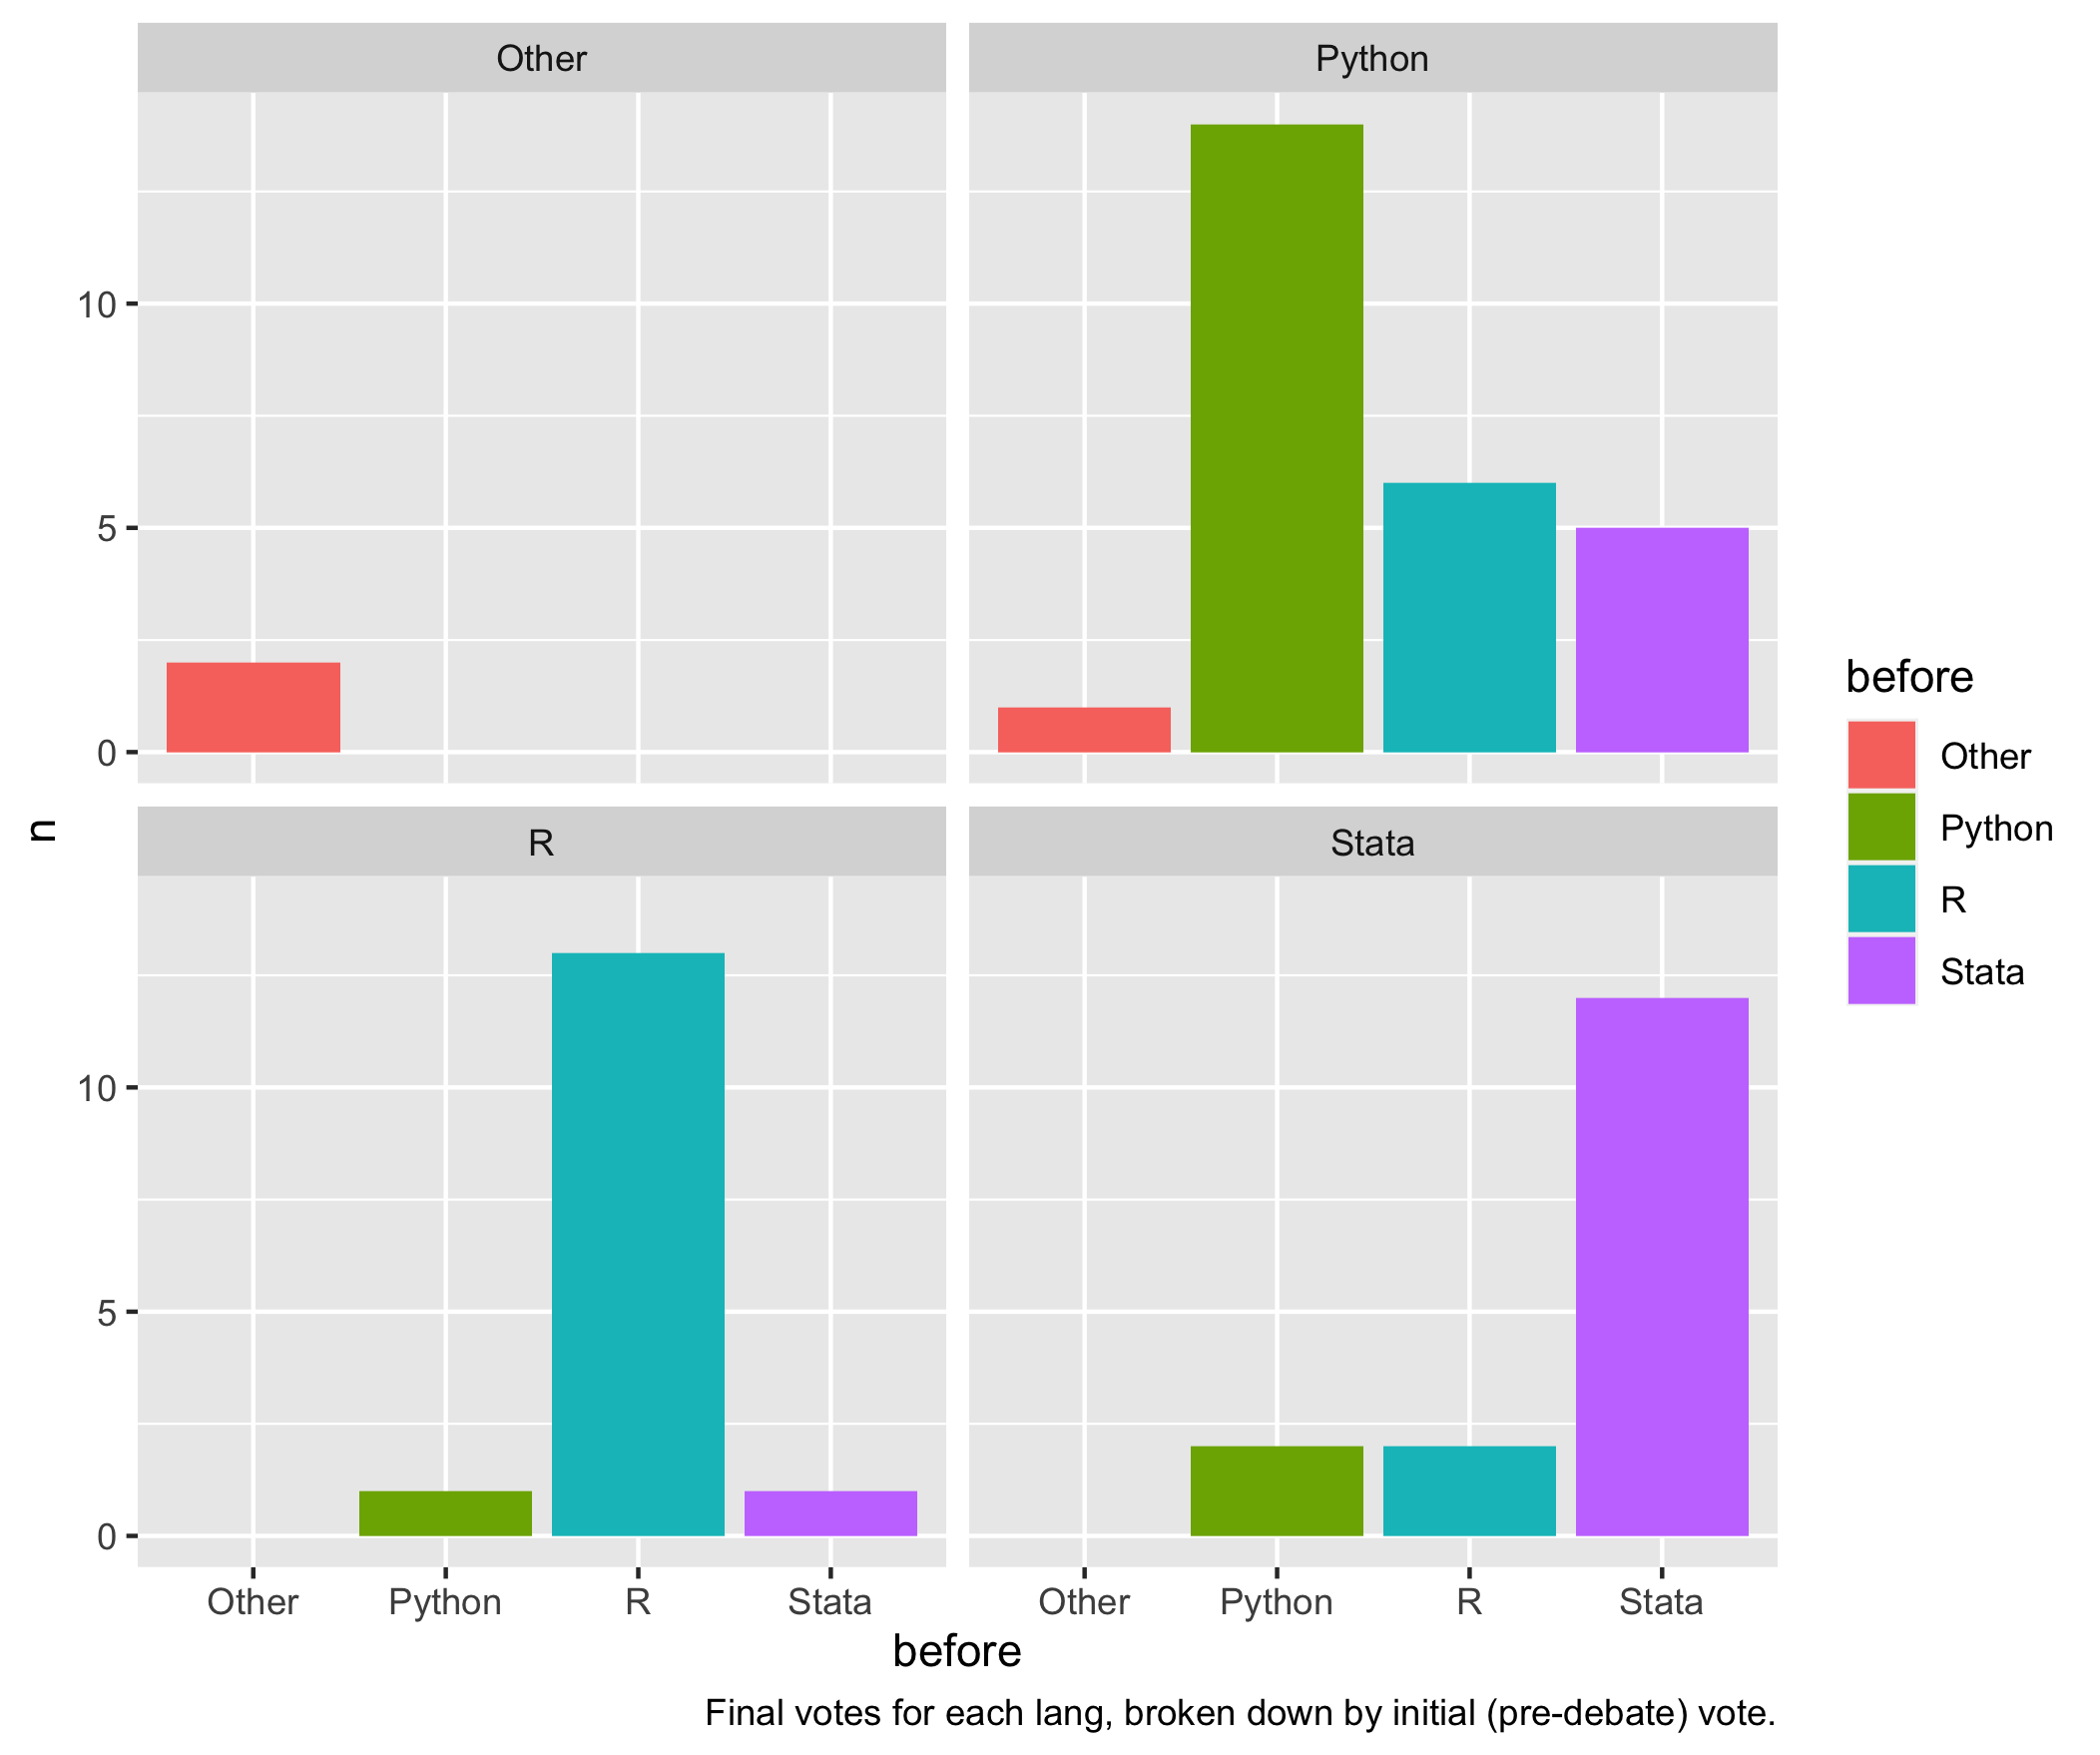 Other
Python
10
5
0
n
R
Stata
10
5
0
Other Python R Stata
Other Python R Stata
before
Final votes for each lang, broken down by initial (pre-debate) vote.
before
Other
Python
R
Stata